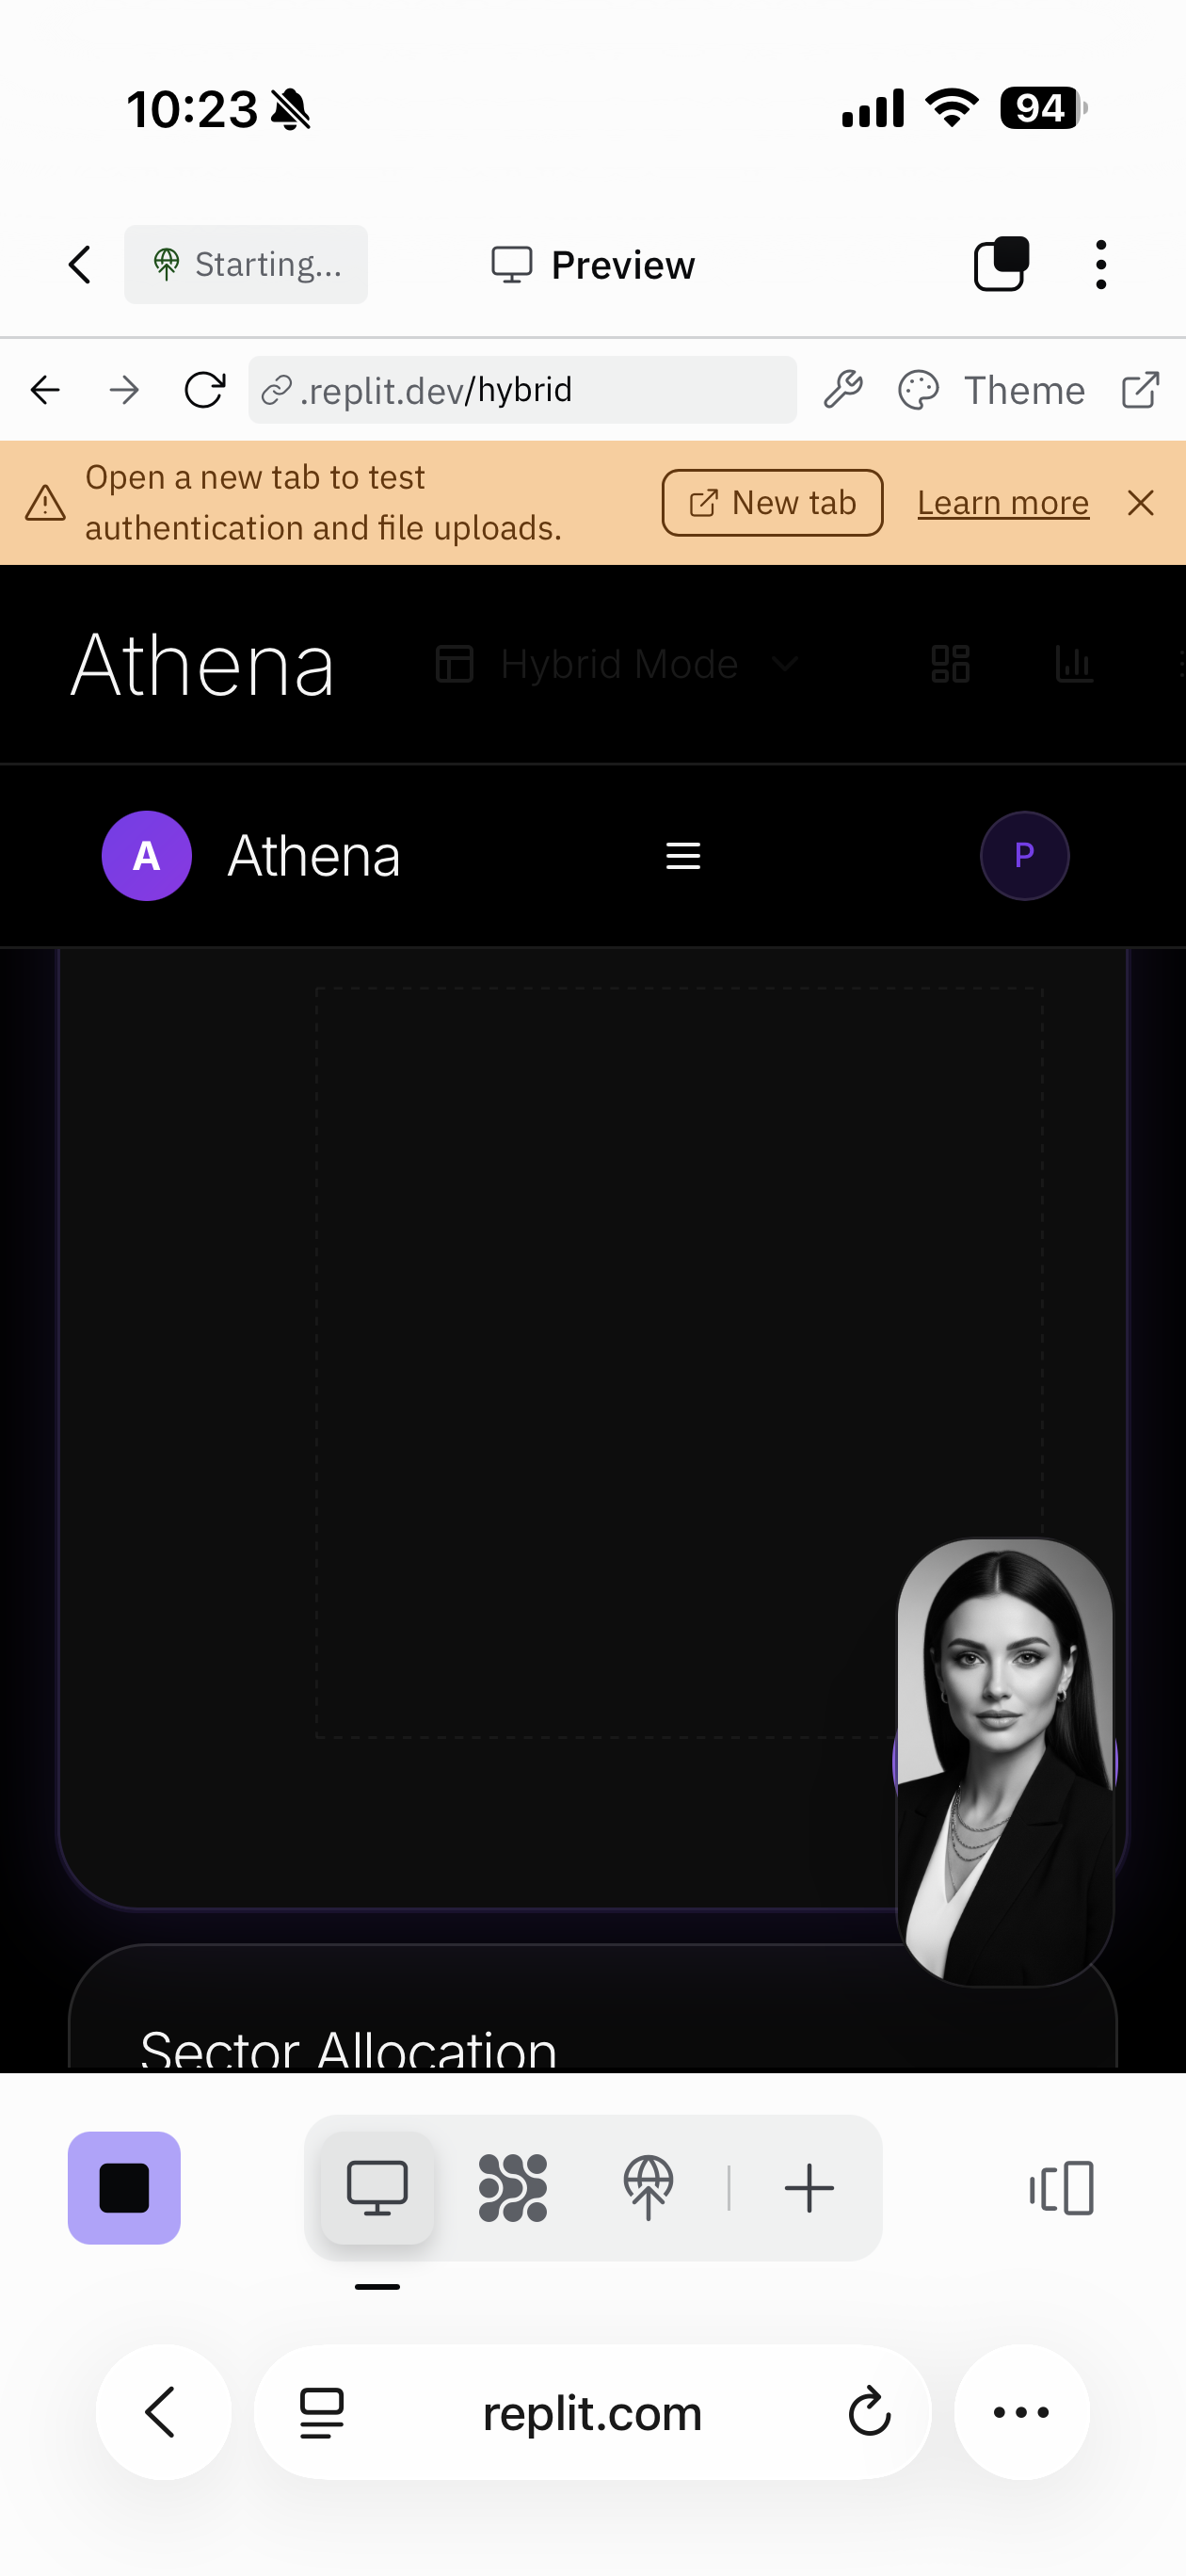 10:23
94
Starting...
Preview
.replit.dev/hybrid
Theme
Open a new tab to test
authentication and file uploads.
New tab
Learn more
Athena
Hybrid Mode
A
Athena
P
Sector Allocation
replit.com